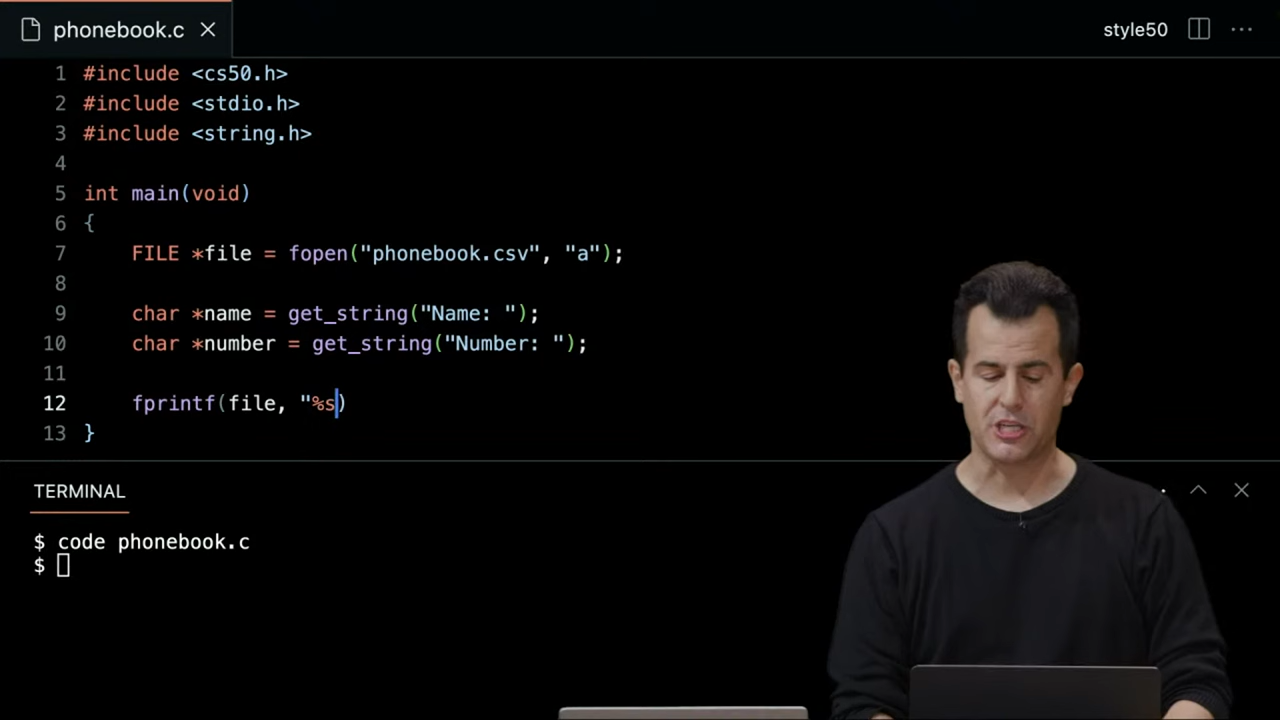 phonebook.c
style50
1 #include <cs50.h>
2 #include <stdio.h>
3 #include <string.h>
4
5 int main(void)
6 {
7     FILE *file = fopen("phonebook.csv", "a");
8
9     char *name = get_string("Name: ");
10     char *number = get_string("Number: ");
11
12     fprintf(file, "%s)
13 }
TERMINAL
$ code phonebook.c
$